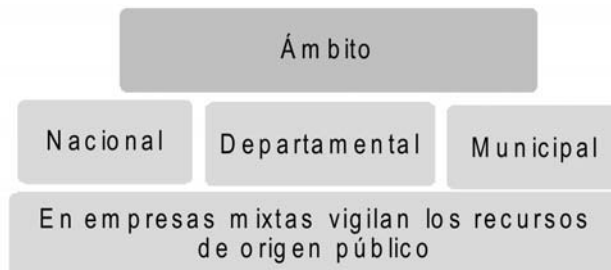 Ámbito
Nacional
Departamental
Municipal
En empresas mixtas vigilan los recursos
de origen público